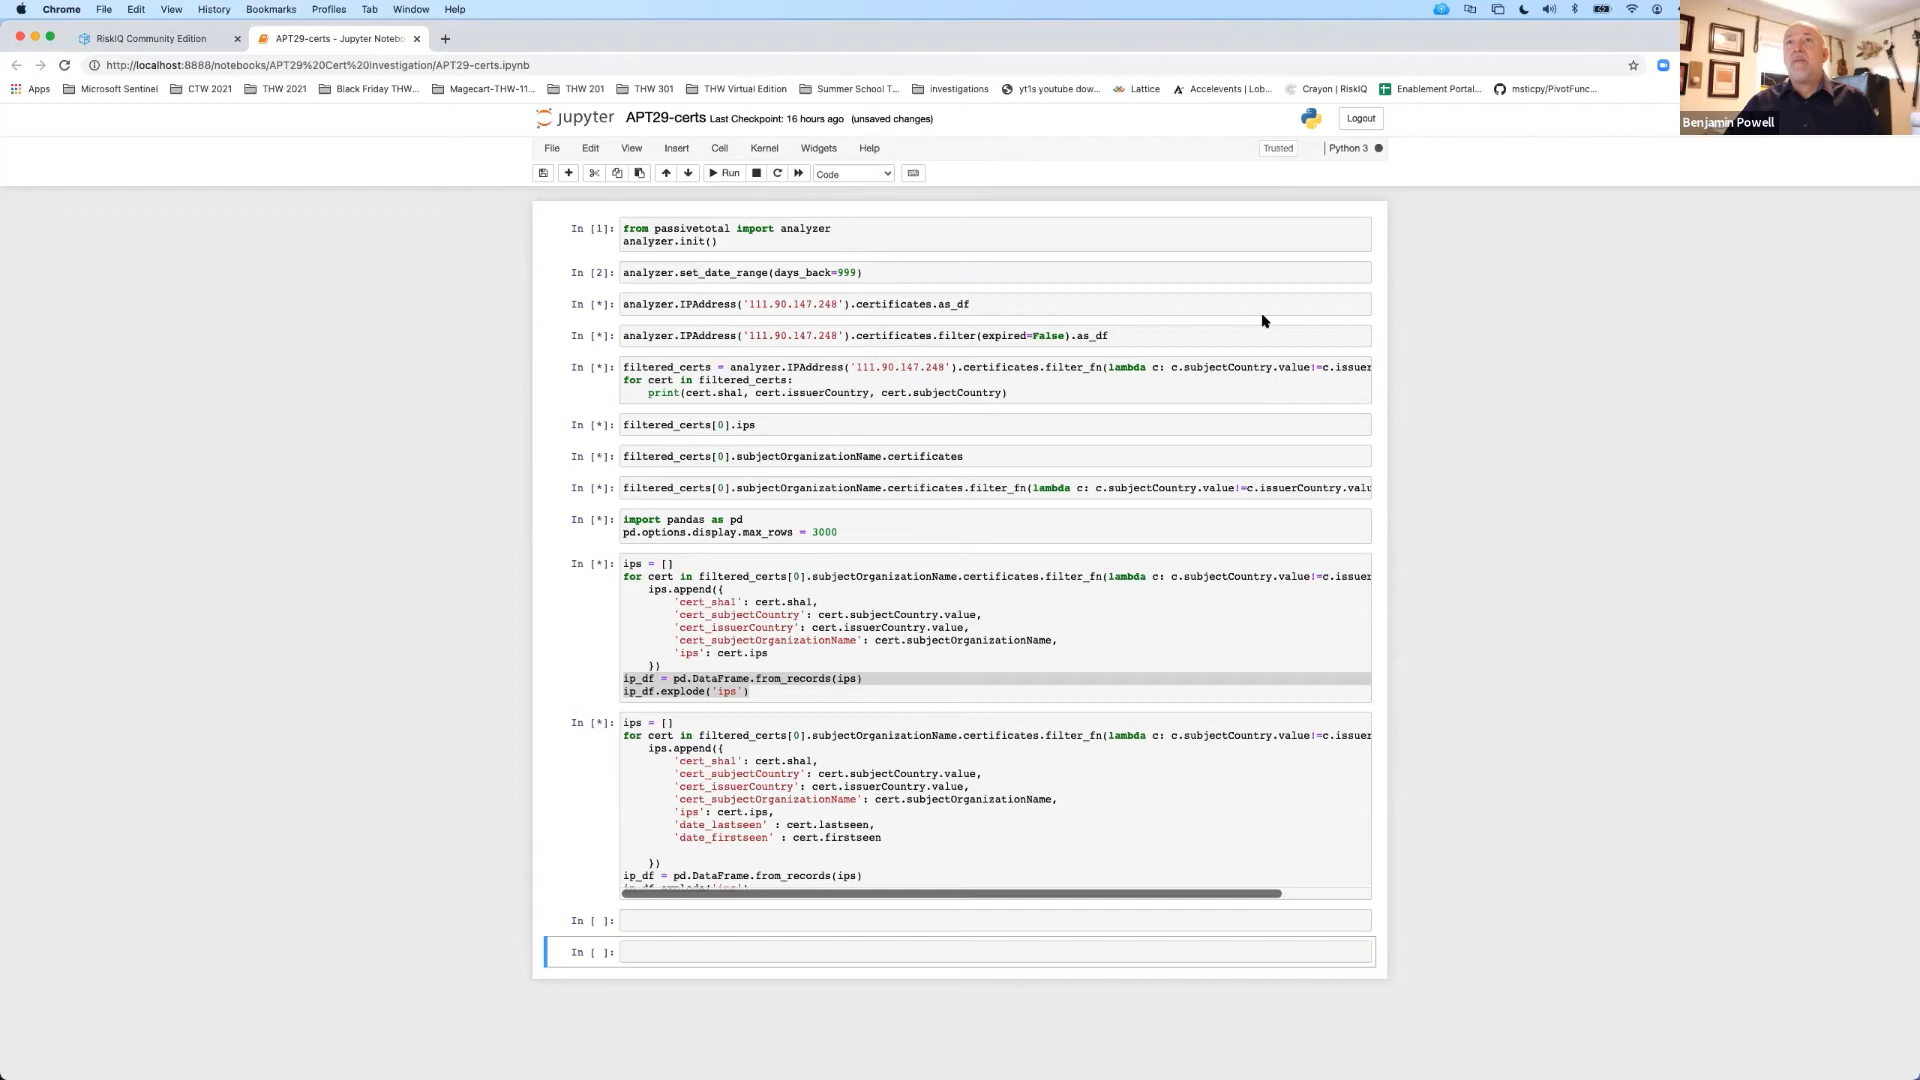 Chrome File Edit View History Bookmarks Profiles Tab Window Help
RiskIQ Community Edition
APT29-certs - Jupyter Notebo
http://localhost:8888/notebooks/APT29%20Cert%20Investigation/APT29-certs.ipynb
Apps Microsoft Sentinel CTW 2021 THW 2021 Black Friday THW... Magecart-THW-11... THW 201 THW 301 THW Virtual Edition Summer School T... investigations yt1s youtube dow... Lattice Accelevents | Lob... Crayon | RiskIQ Enablement Portal... msticpy/PivotFunc...
Benjamin Powell
jupyter APT29-certs Last Checkpoint: 16 hours ago (unsaved changes) Logout
File Edit View Insert Cell Kernel Widgets Help Trusted Python 3
Run Code
In [1]: from passivetotal import analyzer
analyzer.init()
In [2]: analyzer.set_date_range(days_back=999)
In [*]: analyzer.IPAddress('111.90.147.248').certificates.as_df
In [*]: analyzer.IPAddress('111.90.147.248').certificates.filter(expired=False).as_df
In [*]: filtered_certs = analyzer.IPAddress('111.90.147.248').certificates.filter_fn(lambda c: c.subjectCountry.value!=c.issuer
for cert in filtered_certs:
print(cert.sha1, cert.issuerCountry, cert.subjectCountry)
In [*]: filtered_certs[0].ips
In [*]: filtered_certs[0].subjectOrganizationName.certificates
In [*]: filtered_certs[0].subjectOrganizationName.certificates.filter_fn(lambda c: c.subjectCountry.value!=c.issuerCountry.valu
In [*]: import pandas as pd
pd.options.display.max_rows = 3000
In [*]: ips = []
for cert in filtered_certs[0].subjectOrganizationName.certificates.filter_fn(lambda c: c.subjectCountry.value!=c.issuer
ips.append({
'cert_sha1': cert.sha1,
'cert_subjectCountry': cert.subjectCountry.value,
'cert_issuerCountry': cert.issuerCountry.value,
'cert_subjectOrganizationName': cert.subjectOrganizationName,
'ips': cert.ips
})
ip_df = pd.DataFrame.from_records(ips)
ip_df.explode('ips')
In [*]: ips = []
for cert in filtered_certs[0].subjectOrganizationName.certificates.filter_fn(lambda c: c.subjectCountry.value!=c.issuer
ips.append({
'cert_sha1': cert.sha1,
'cert_subjectCountry': cert.subjectCountry.value,
'cert_issuerCountry': cert.issuerCountry.value,
'cert_subjectOrganizationName': cert.subjectOrganizationName,
'ips': cert.ips,
'date_lastseen' : cert.lastseen,
'date_firstseen' : cert.firstseen
})
ip_df = pd.DataFrame.from_records(ips)
In [ ]:
In [ ]: